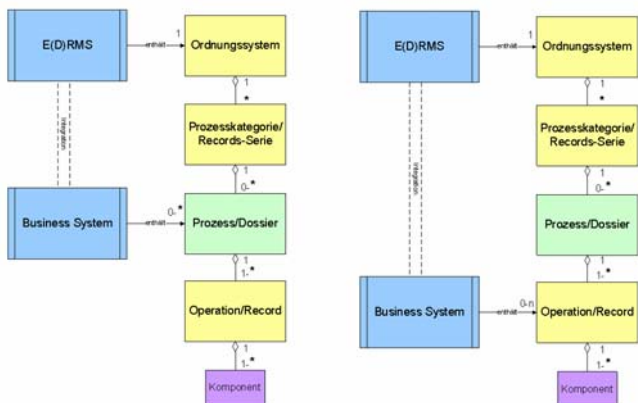 E(D)RMS
enthält
1
Ordnungssystem
1
*
Prozesskategorie/
Records-Serie
1
0-*
Integration
Business System
enthält
0-*
Prozess/Dossier
1
1-*
Operation/Record
1
1-*
Komponent
E(D)RMS
enthält
1
Ordnungssystem
1
*
Prozesskategorie/
Records-Serie
1
0-*
Integration
Prozess/Dossier
1
1-*
Business System
enthält
0-n
Operation/Record
1
1-*
Komponent